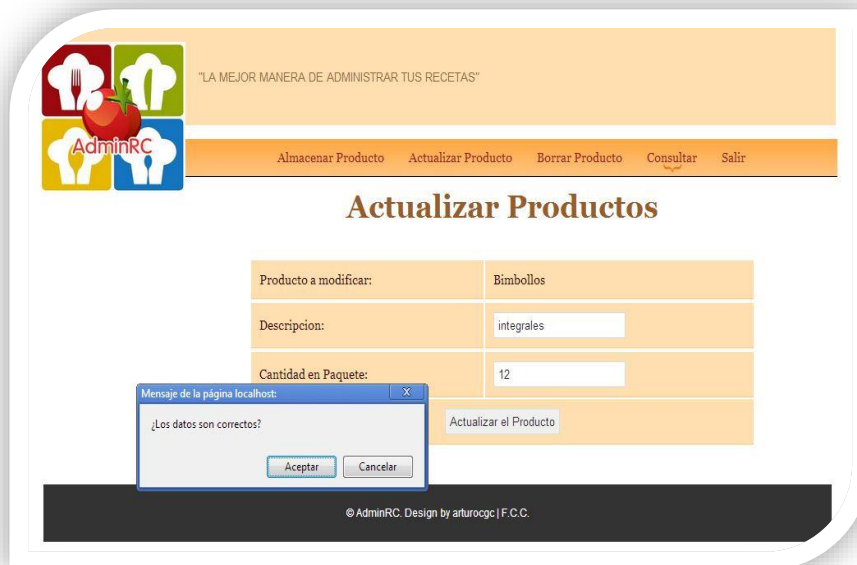 "LA MEJOR MANERA DE ADMINISTRAR TUS RECETAS"
AdminRC
Almacenar Producto Actualizar Producto Borrar Producto Consultar Salir
Actualizar Productos
Producto a modificar: Bimbollos
Descripcion: integrales
Cantidad en Paquete: 12
Actualizar el Producto
Mensaje de la página localhost: X
¿Los datos son correctos?
Aceptar Cancelar
© AdminRC. Design by arturocgc | F.C.C.